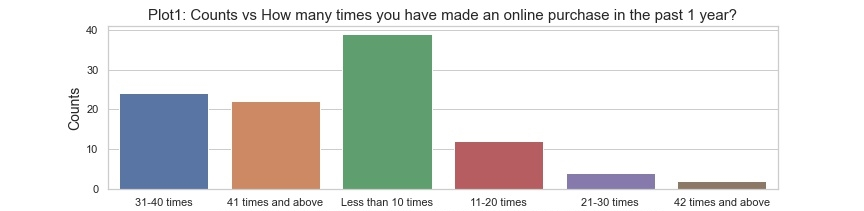 Plot1: Counts vs How many times you have made an online purchase in the past 1 year?
40
30
20
10
0
Counts
31-40 times
41 times and above
Less than 10 times
11-20 times
21-30 times
42 times and above